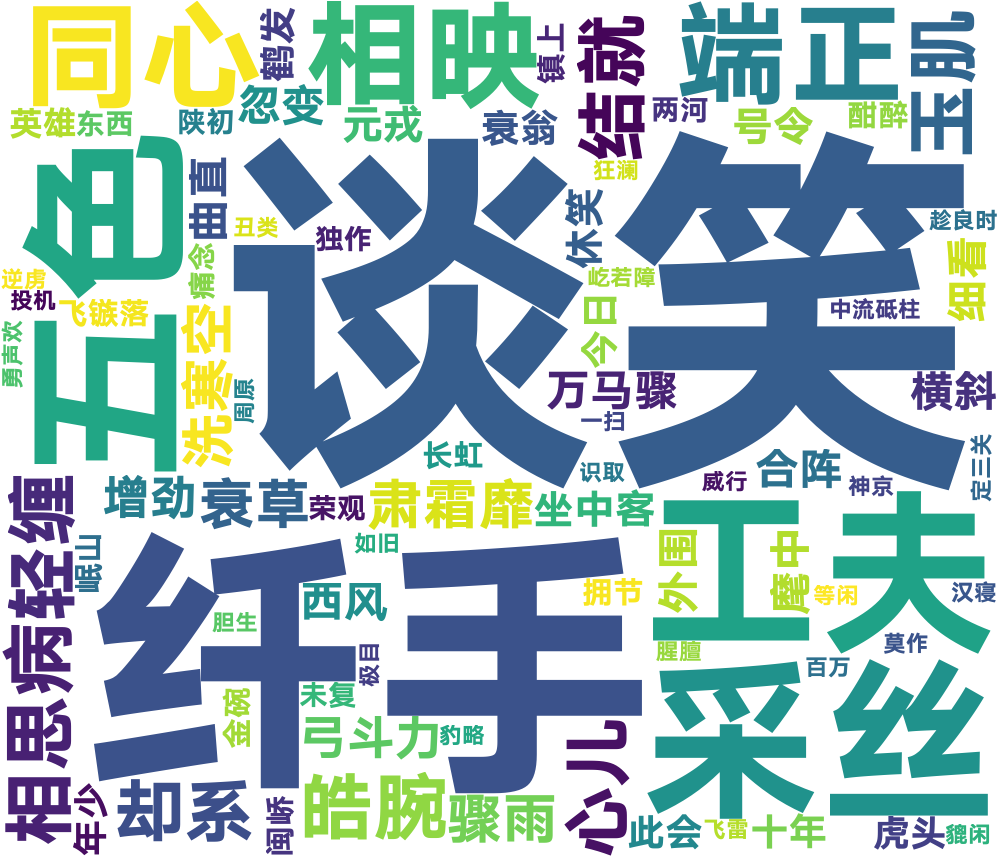 同心
鹤发
相映
镇上
结就
端正
玉肌
英雄
东西
陕初
忽变
元戎
衰翁
两河
号令
酣醉
五色
曲直
谈笑
狂澜
丑类
独作
休笑
趁良时
痛念
屹若障
细看
逆虏
投机
飞镞落
今日
中流砥柱
勇声欢
洗寒空
周原
万马骤
横斜
一扫
长虹
识取
合阵
定三关
威行
神京
相思病轻缠
增劲
衰草
荣观
肃霜靡
坐中客
工夫
如旧
岷山
纤手
西风
外围
麾中
拥节
等闲
汉寝
胆生
莫作
腥膻
极目
百万
采丝
金碗
未复
弓斗力
豹略
心儿
年少
却系
闽峤
皓腕
骤雨
此会
飞雷
十年
虎头
貔闲